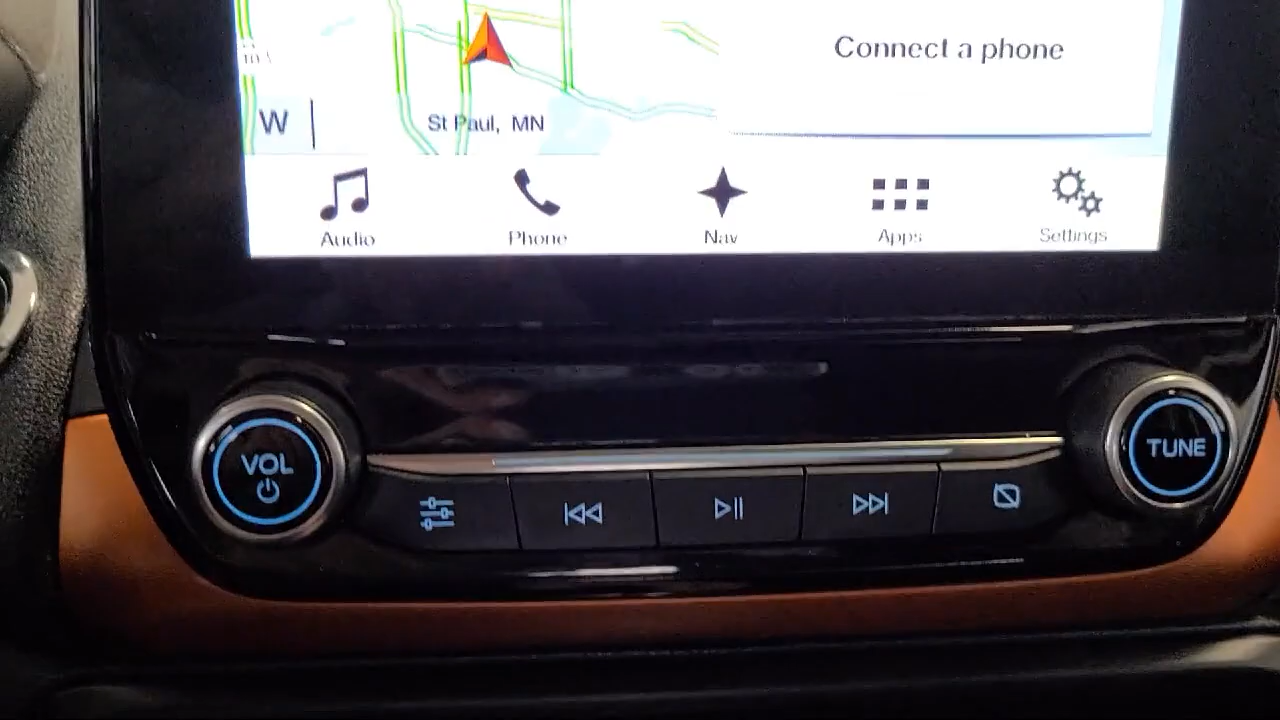 Connect a phone
W
St Paul, MN
Audio
Phone
Nav
Apps
Settings
VOL
TUNE